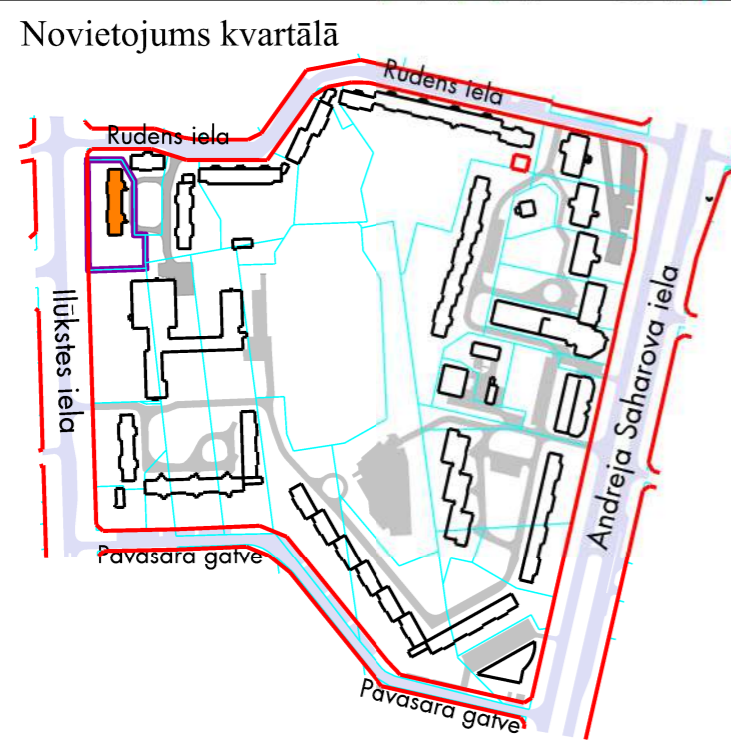 Novietojums kvartālā
Rudens iela
Rudens iela
Ilūkstes iela
Andreja Saharova iela
Pavasara gatve
Pavasara gatve